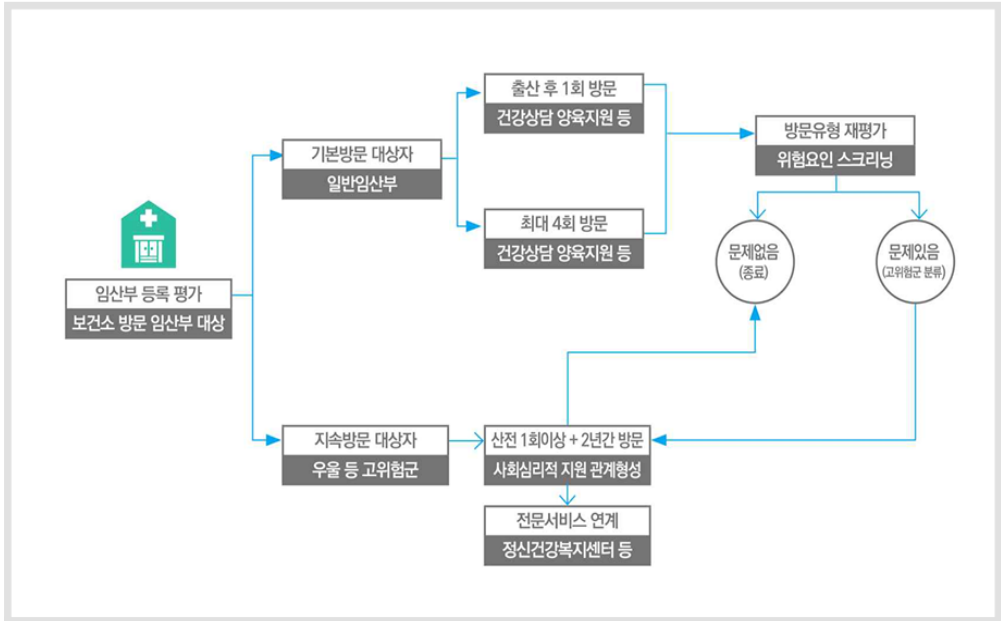 출산 후 1회 방문
건강상담 양육지원 등
방문유형 재평가
위험요인 스크리닝
기본방문 대상자
일반임산부
최대 4회 방문
건강상담 양육지원 등
문제없음
(종료)
문제있음
(고위험군 분류)
임산부 등록 평가
보건소 방문 임산부 대상
지속방문 대상자
우울 등 고위험군
산전 1회이상 + 2년간 방문
사회심리적 지원 관계형성
전문서비스 연계
정신건강복지센터 등